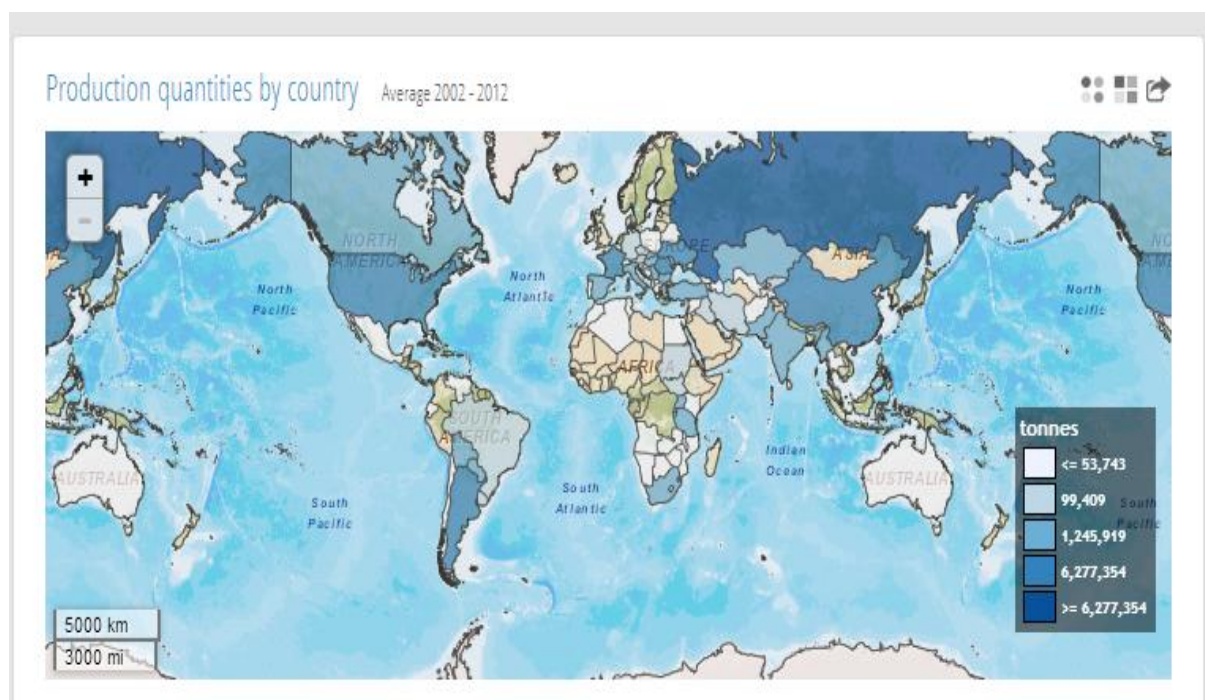 Production quantities by country Average 2002 - 2012
+
-
NORTH AMERICA
North Pacific
North Atlantic
EUROPE
ASIA
North Pacific
AFRICA
SOUTH AMERICA
AUSTRALIA
South Pacific
South Atlantic
Indian Ocean
AUSTRALIA
South Pacific
tonnes
<= 53,743
99,409
1,245,919
6,277,354
>= 6,277,354
5000 km
3000 mi